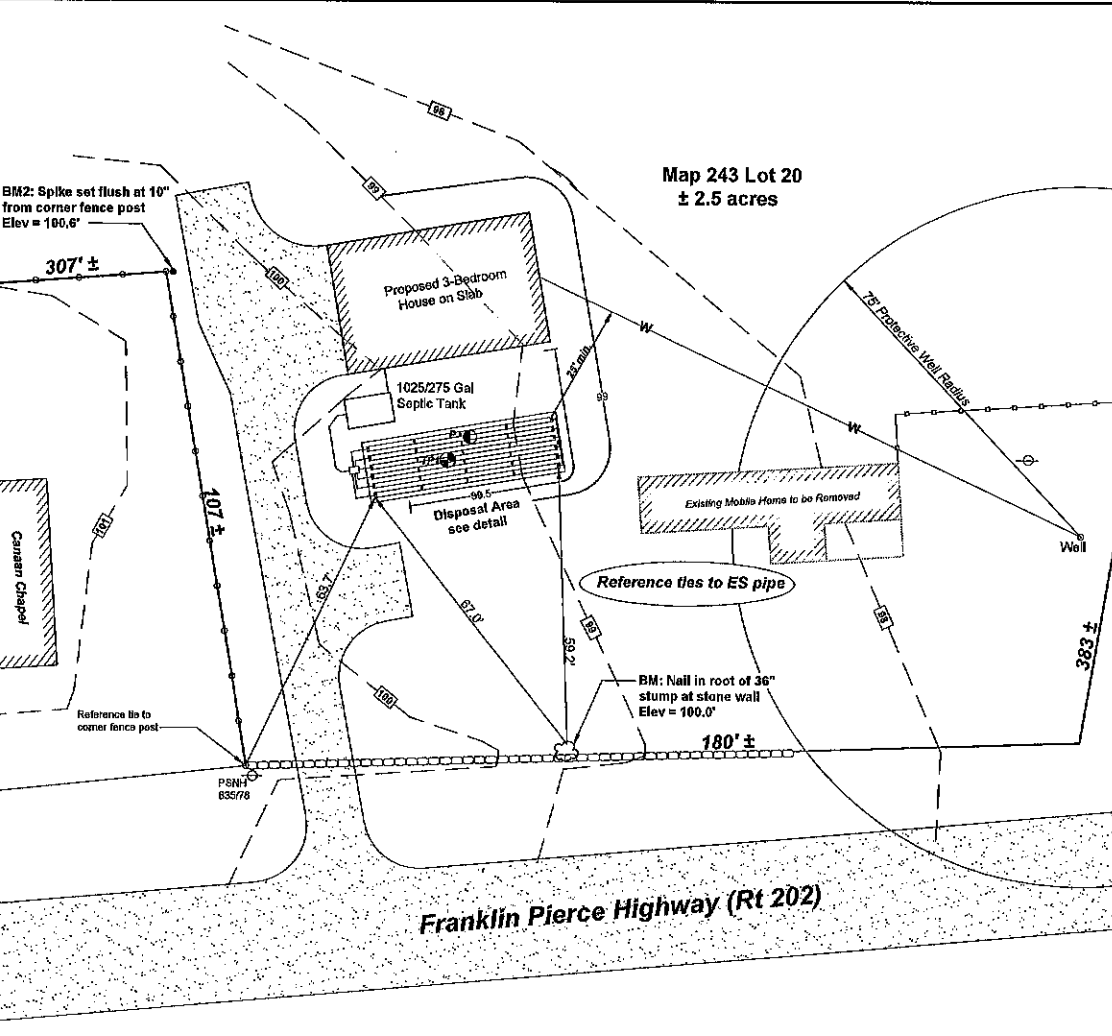 96
Map 243 Lot 20
± 2.5 acres
BM2: Spike set flush at 10"
from corner fence post
Elev = 100.6'
99
307' ±
100
Proposed 3-Bedroom
House on Slab
75' Protective Well Radius
W
1025/275 Gal
Septic Tank
99
W
Disposal Area
see detail
Existing Mobile Home to be Removed
Well
101
107' ±
Canaan Chapel
Reference ties to ES pipe
63.7'
67.0'
59.2'
99
98
383 ±
BM: Nail in root of 36"
stump at stone wall
Elev = 100.0'
100
Reference tie to
corner fence post
180' ±
PSNH
635/78
Franklin Pierce Highway (Rt 202)